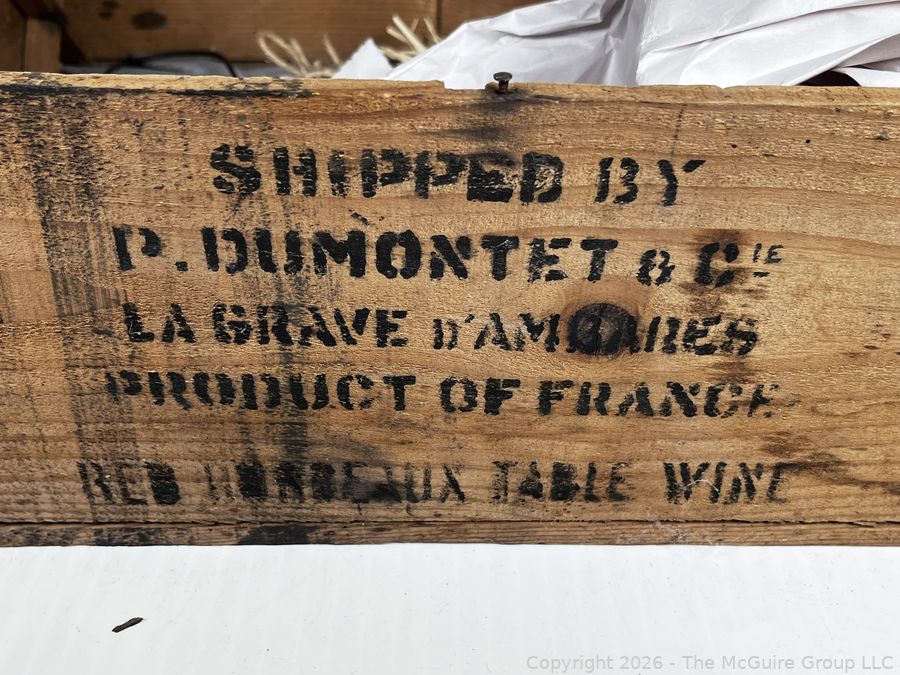 SHIPPED BY
P. DUMONTET & CIE
LA GRAVE D'AMBARES
PRODUCT OF FRANCE
RED BORDEAUX TABLE WINE
Copyright 2026 - The McGuire Group LLC